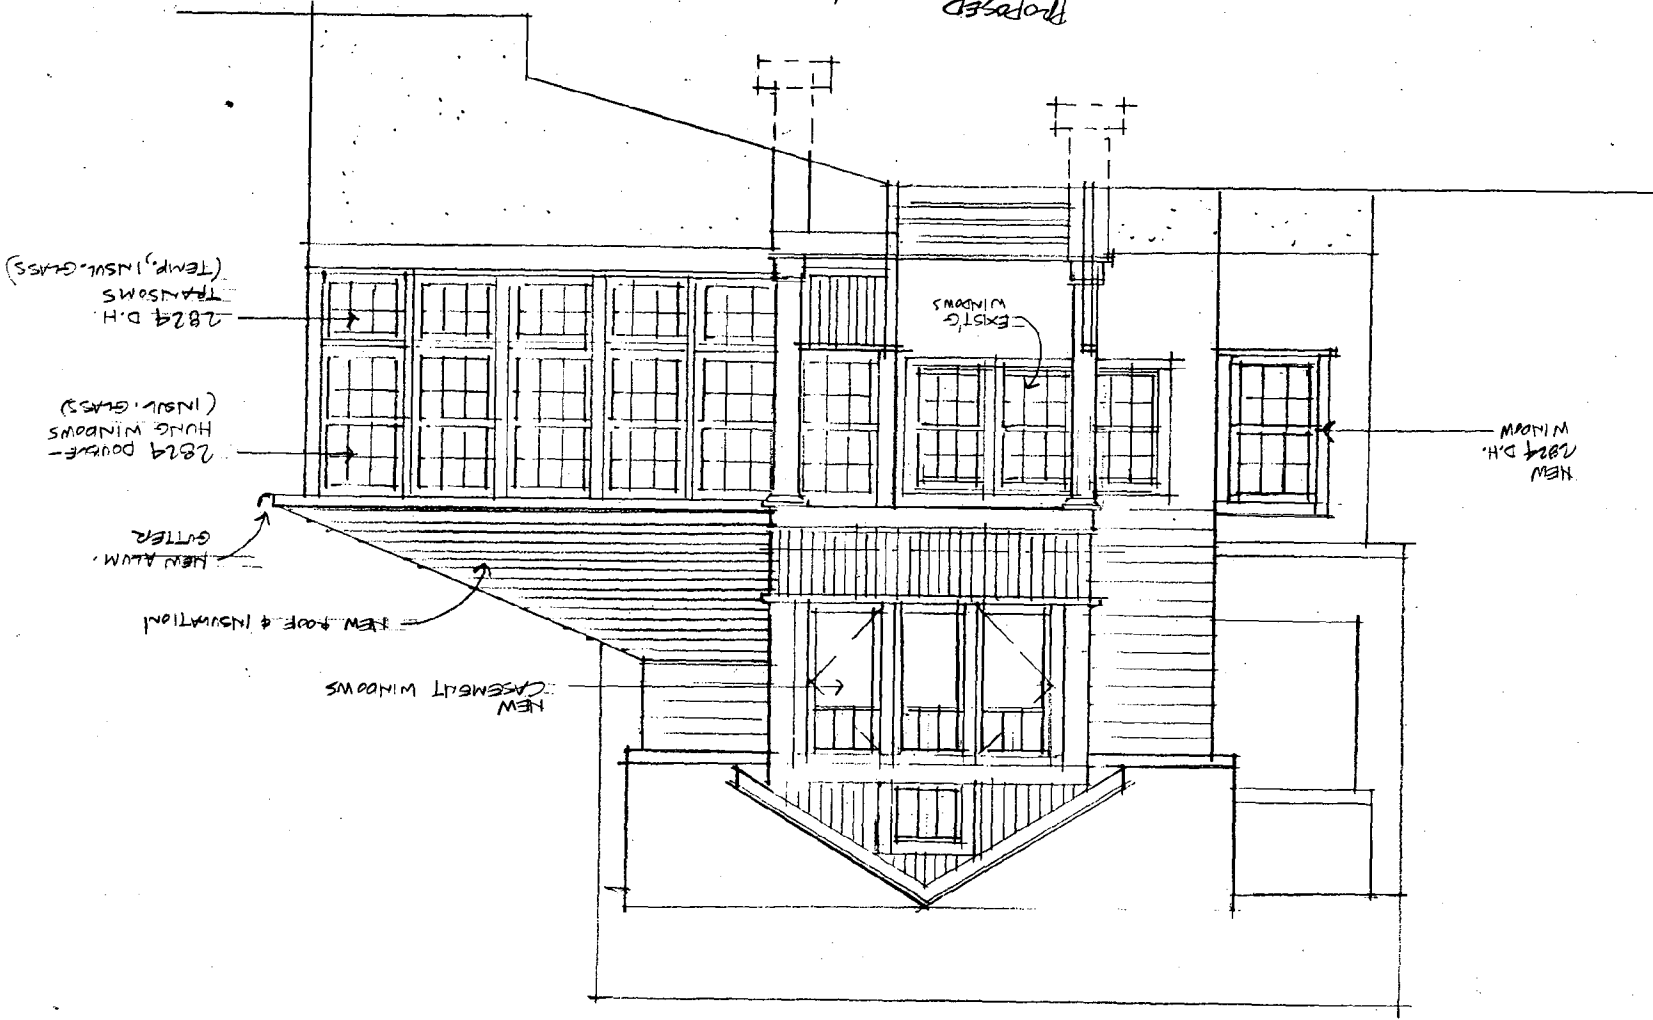 NEW
CASEMENT WINDOWS
NEW ROOF & INSULATION
NEW ALUM.
GUTTER
NEW
2824 D.H.
WINDOW
2824 DOUBLE-
HUNG WINDOWS
(INSUL. GLASS)
EXIST'G
WINDOWS
2824 D.H.
TRANSOMS
(TEMP., INSUL. GLASS)
PROPOSED